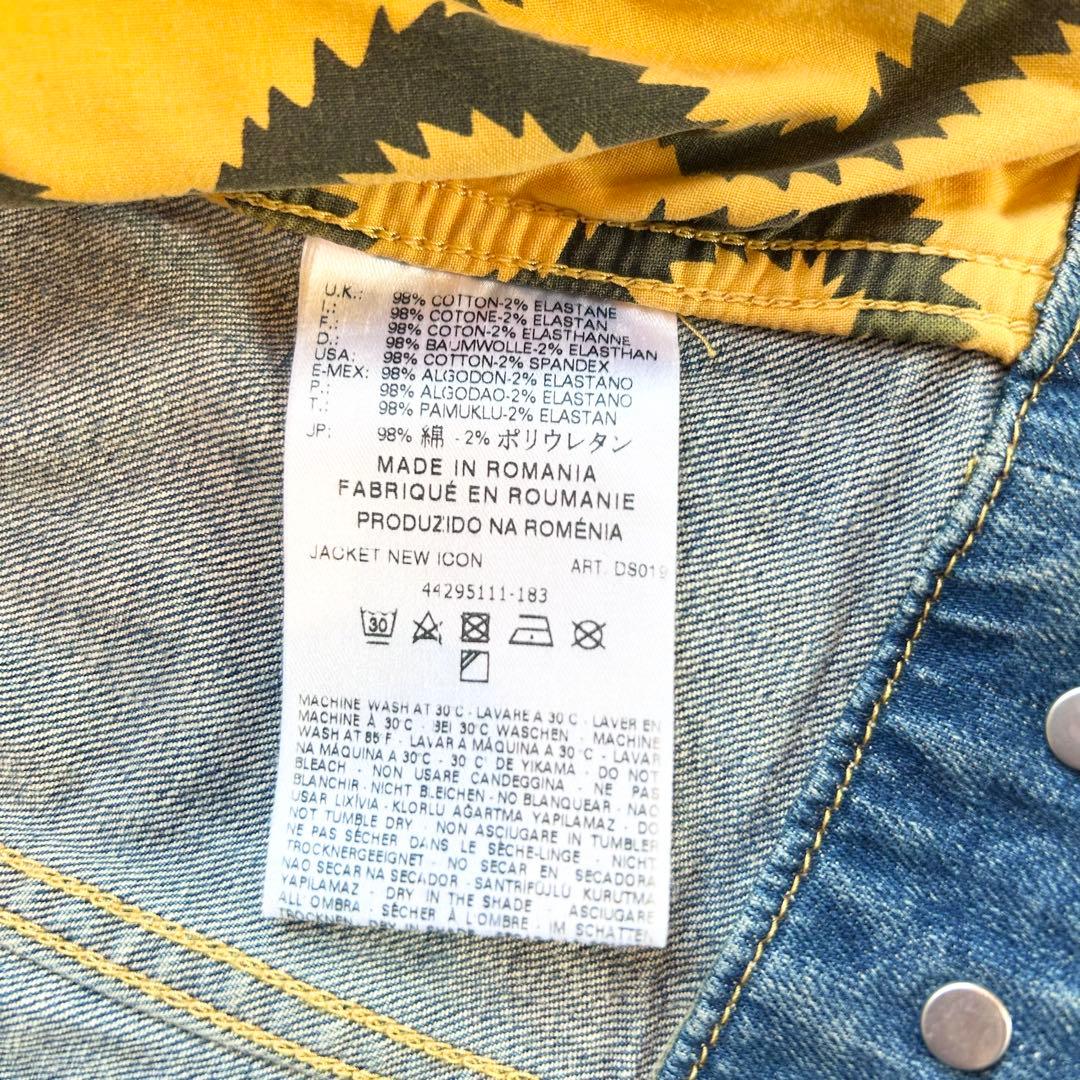 U.K.: 98% COTTON-2% ELASTANE
I.: 98% COTONE-2% ELASTAN
F.: 98% COTON-2% ELASTHANNE
D.: 98% BAUMWOLLE-2% ELASTHAN
USA: 98% COTTON-2% SPANDEX
E-MEX: 98% ALGODON-2% ELASTANO
P.: 98% ALGODAO-2% ELASTANO
T.: 98% PAMUKLU-2% ELASTAN
JP: 98% 綿 - 2% ポリウレタン
MADE IN ROMANIA
FABRIQUÉ EN ROUMANIE
PRODUZIDO NA ROMÉNIA
JACKET NEW ICON ART. DS019
44295111-183
30
MACHINE WASH AT 30°C - LAVARE A 30°C - LAVER EN
MACHINE À 30°C - BEI 30°C WASCHEN - MACHINE
WASH AT 86°F - LAVAR A MÁQUINA A 30°C - LAVAR
NA MÁQUINA A 30°C - 30 C° DE YIKAMA - DO NOT
BLEACH - NON USARE CANDEGGINA - NE PAS
BLANCHIR - NICHT BLEICHEN - NO BLANQUEAR - NAO
USAR LIXÍVIA - KLORLU AGARTMA YAPILAMAZ - DO
NOT TUMBLE DRY - NON ASCIUGARE IN TUMBLER
NE PAS SÉCHER DANS LE SÈCHE-LINGE - NICHT
TROCKNERGEEIGNET - NO SECAR EN SECADORA
NAO SECAR NA SECADOR - SANTRIFÜJLÜ KURUTMA
YAPILAMAZ - DRY IN THE SHADE - ASCIUGARE
ALL'OMBRA - SÉCHER À L'OMBRE - IM SCHATTEN
TROCKNEN